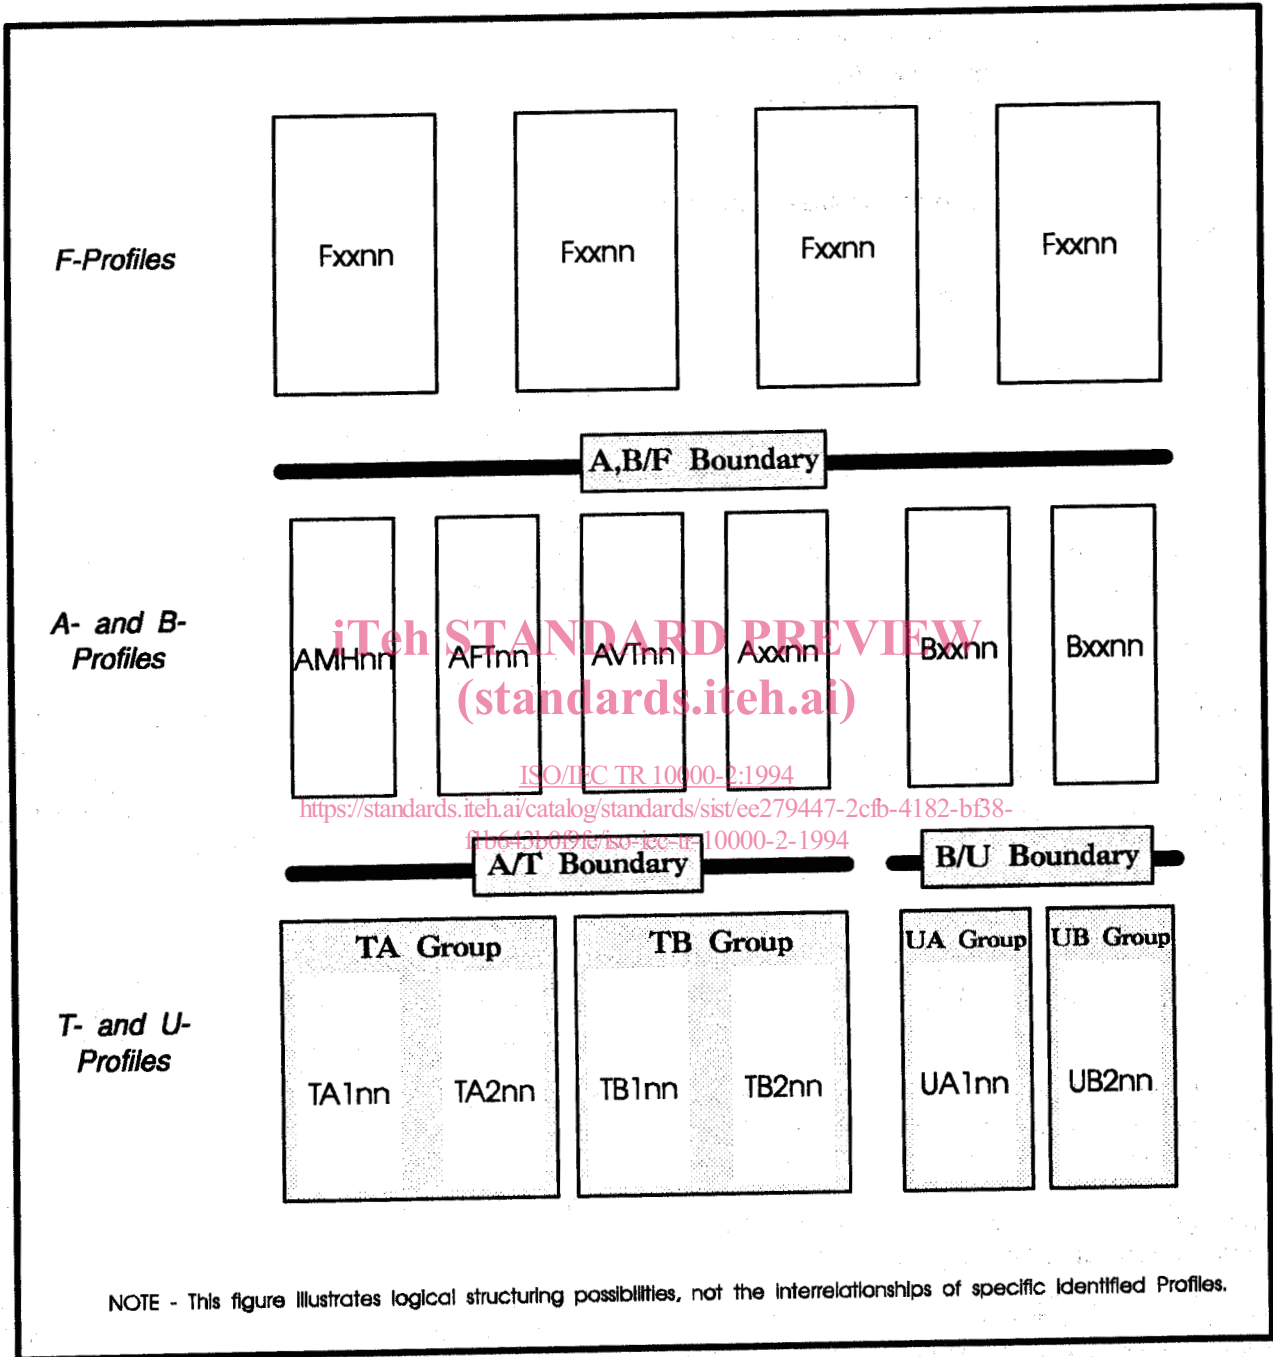 Fxxnn Fxxnn Fxxnn Fxxnn
F-Profiles
A,B/F Boundary
A- and B-
Profiles
AMHnn AFTnn AVTnn Axxnn Bxxnn Bxxnn
iTeh STANDARD PREVIEW
(standards.iteh.ai)
ISO/IEC TR 10000-2:1994
https://standards.iteh.ai/catalog/standards/sist/ee279447-2cfb-4182-bf38-
f1b643b0f9fe/iso-iec-tr-10000-2-1994
A/T Boundary B/U Boundary
TA Group TB Group UA Group UB Group
T- and U-
Profiles
TA1nn TA2nn TB1nn TB2nn UA1nn UB2nn
NOTE - This figure illustrates logical structuring possibilities, not the interrelationships of specific identified Profiles.